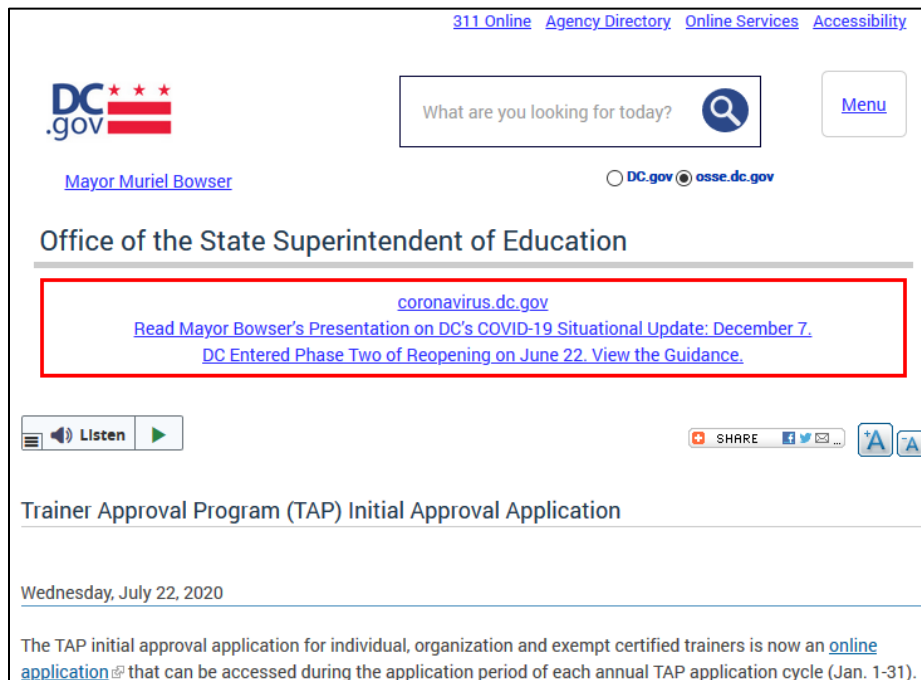 311 Online Agency Directory Online Services Accessibility
DC
.gov
What are you looking for today?
Menu
Mayor Muriel Bowser
DC.gov osse.dc.gov
Office of the State Superintendent of Education
coronavirus.dc.gov
Read Mayor Bowser's Presentation on DC's COVID-19 Situational Update: December 7.
DC Entered Phase Two of Reopening on June 22. View the Guidance.
Listen
SHARE ...
+A -A
Trainer Approval Program (TAP) Initial Approval Application
Wednesday, July 22, 2020
The TAP initial approval application for individual, organization and exempt certified trainers is now an online
application that can be accessed during the application period of each annual TAP application cycle (Jan. 1-31).